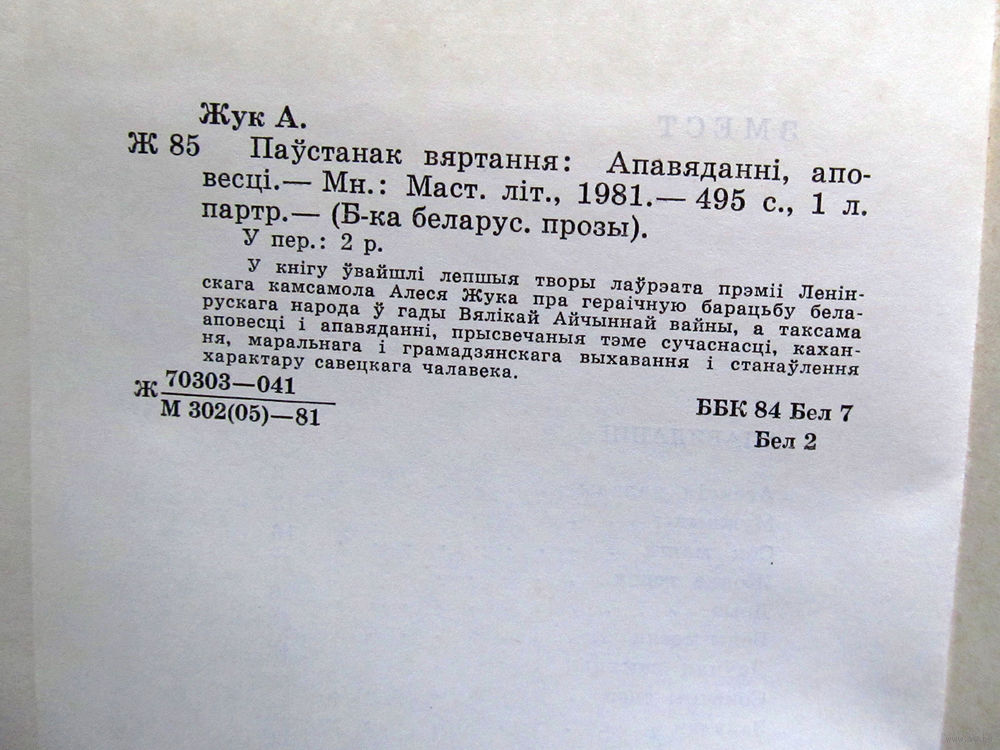 Жук А.
Ж 85 Паўстанак вяртання: Апавяданні, апо-
весці.— Мн.: Маст. літ., 1981.— 495 с., 1 л.
партр.— (Б-ка беларус. прозы).
У пер.: 2 р.
У кнігу ўвайшлі лепшыя творы лаўрэата прэміі Ленін-
скага камсамола Алеся Жука пра гераічную барацьбу бела-
рускага народа ў гады Вялікай Айчыннай вайны, а таксама
аповесці і апавяданні, прысвечаныя тэме сучаснасці, кахан-
ня, маральнага і грамадзянскага выхавання і станаўлення
характару савецкага чалавека.
Ж 70303—041
М 302(05)—81
ББК 84 Бел 7
Бел 2
ЗМЕСТ